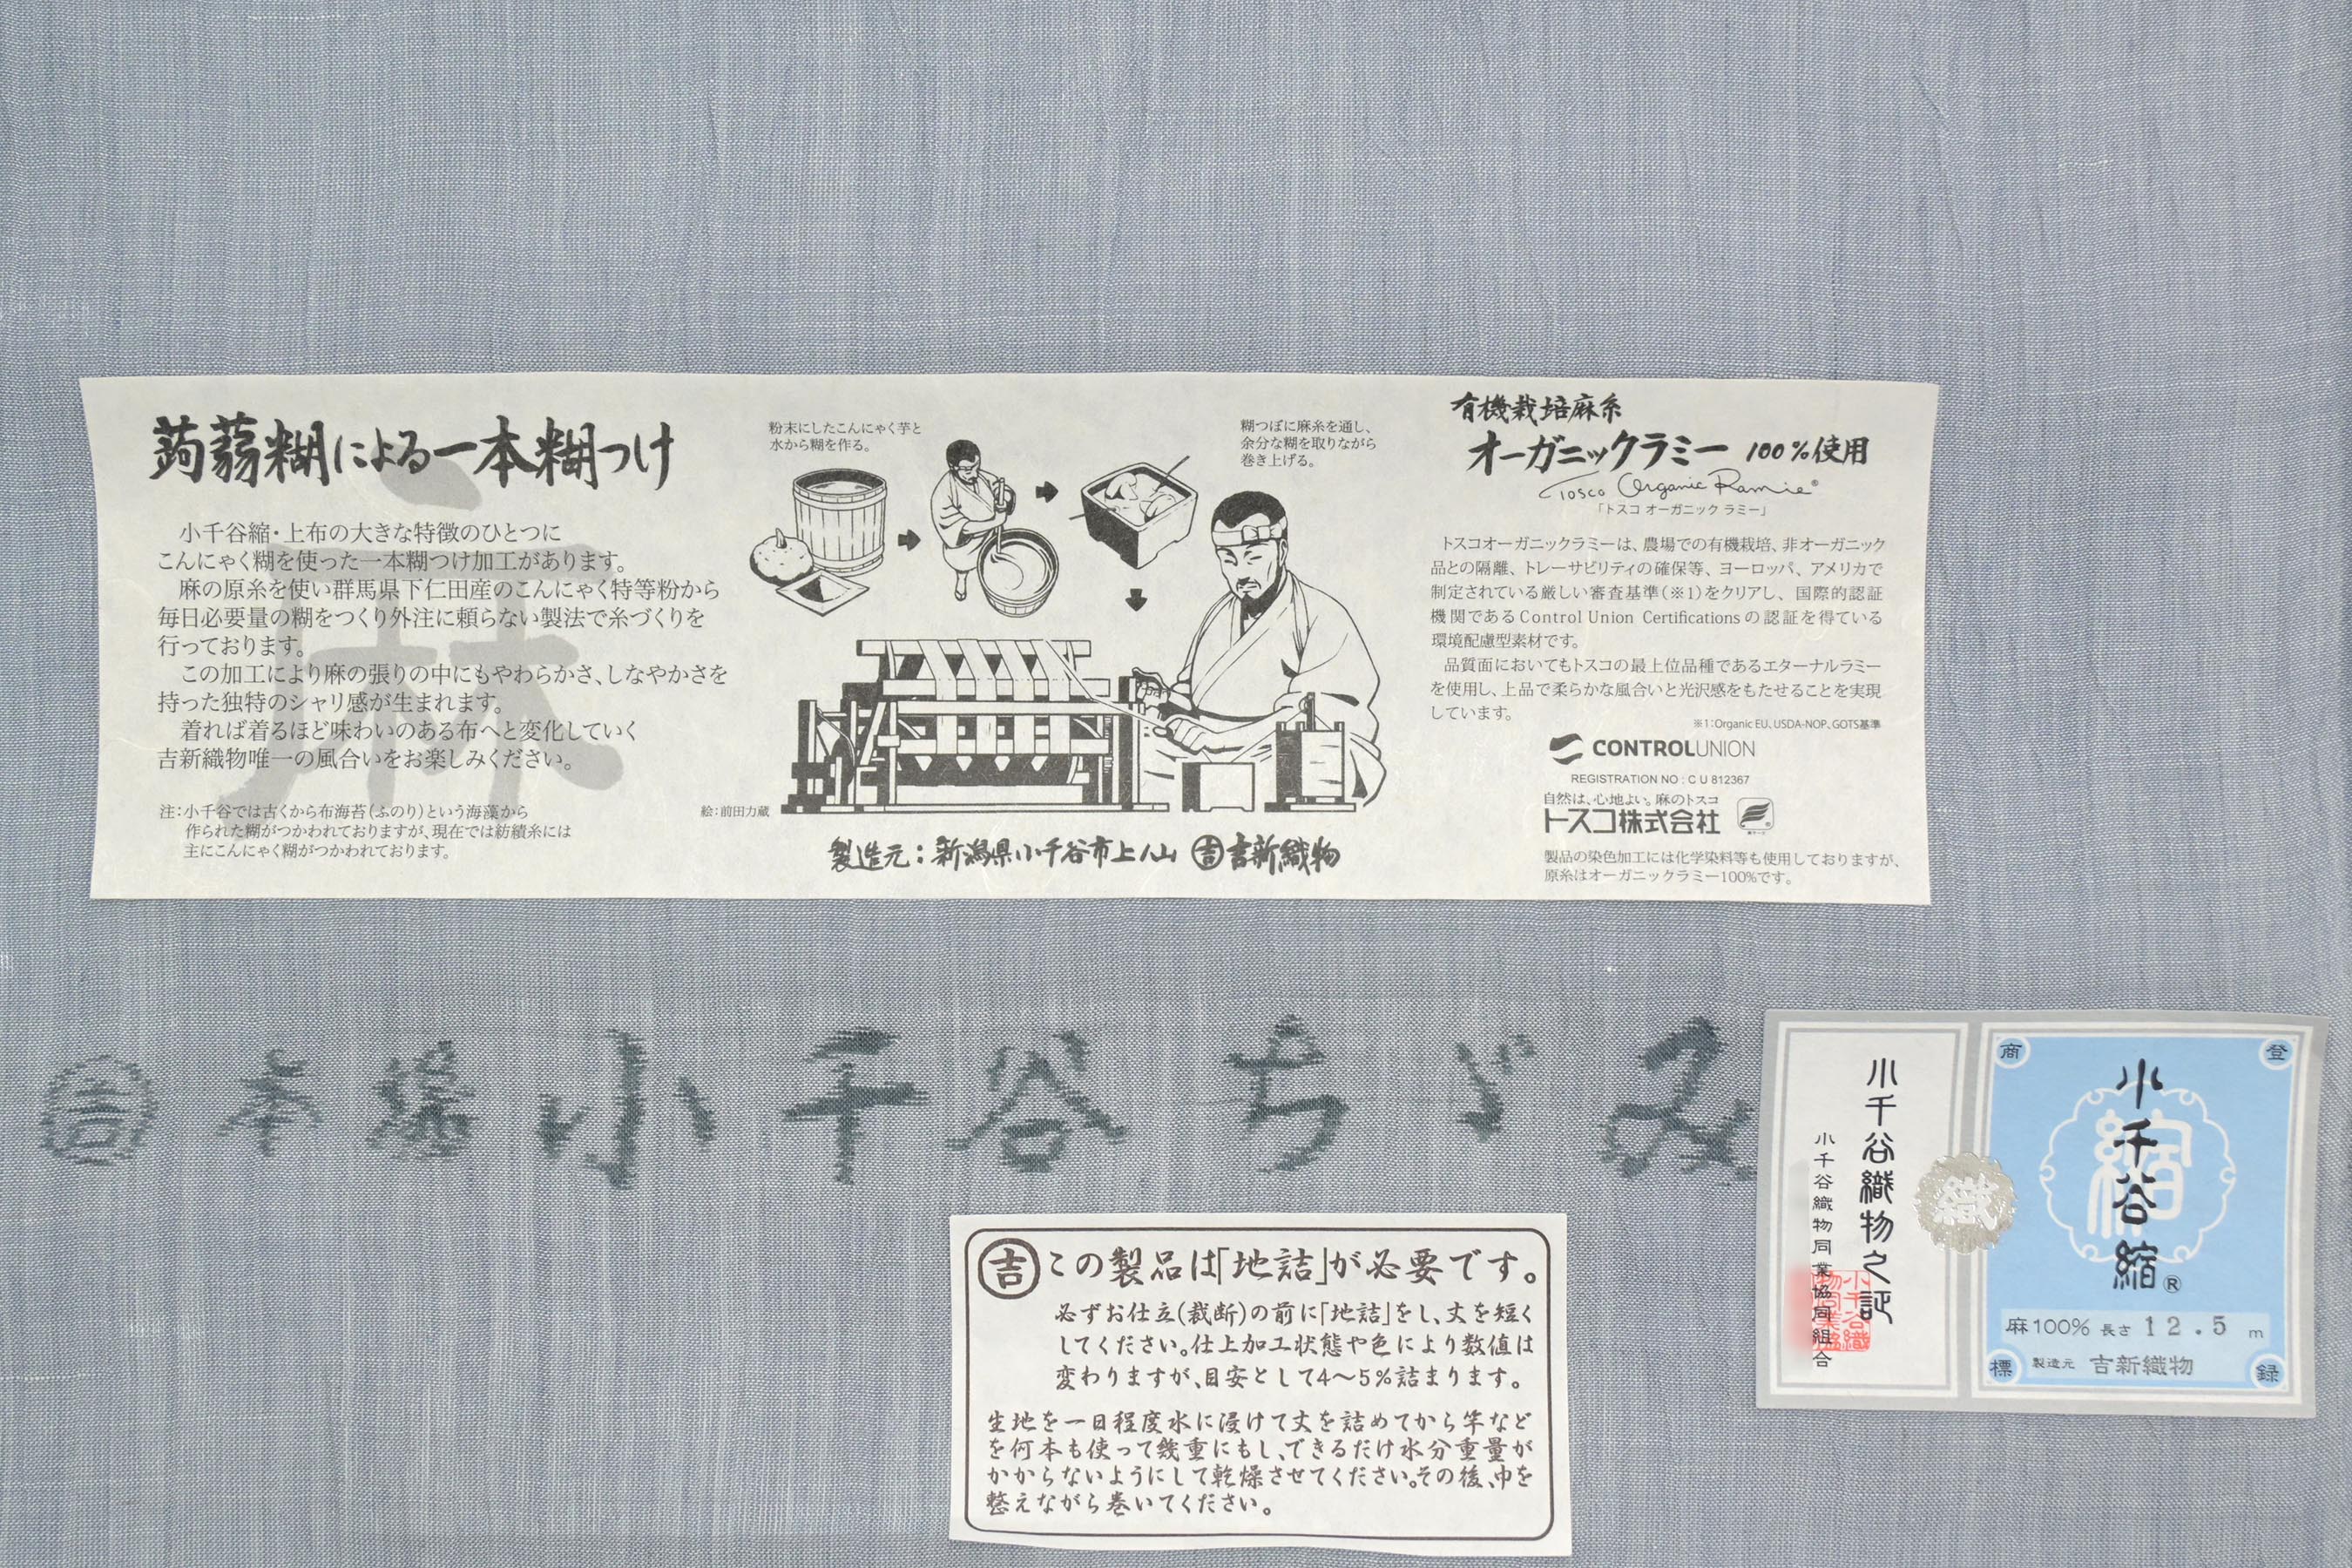 蒟蒻糊による一本糊つけ
小千谷縮・上布の大きな特徴のひとつに
こんにゃく糊を使った一本糊つけ加工があります。
麻の原糸を使い群馬県下仁田産のこんにゃく特等粉から
毎日必要量の糊をつくり外注に頼らない製法で糸づくりを
行っております。
この加工により麻の張りの中にもやわらかさ、しなやかさを
持った独特のシャリ感が生まれます。
着れば着るほど味わいのある布へと変化していく
吉新織物唯一の風合いをお楽しみください。
麻
注:小千谷では古くから布海苔(ふのり)という海藻から
作られた糊がつかわれておりますが、現在では紡績糸には
主にこんにゃく糊がつかわれております。
粉末にしたこんにゃく芋と
水から糊を作る。
糊つぼに麻糸を通し、
余分な糊を取りながら
巻き上げる。
絵:前田力蔵
製造元:新潟県小千谷市上ノ山 ㊂吉新織物
有機栽培麻糸
オーガニックラミー 100%使用
Tosco Organic Ramie®
「トスコ オーガニック ラミー」
トスコオーガニックラミーは、農場での有機栽培、非オーガニック
品との隔離、トレーサビリティの確保等、ヨーロッパ、アメリカで
制定されている厳しい審査基準(※1)をクリアし、国際的認証
機関であるControl Union Certificationsの認証を得ている
環境配慮型素材です。
品質面においてもトスコの最上位品種であるエターナルラミー
を使用し、上品で柔らかな風合いと光沢感をもたせることを実現
しています。
※1:Organic EU、USDA-NOP、GOTS基準
CONTROLUNION
REGISTRATION NO : C U 812367
自然は、心地よい。麻のトスコ
トスコ株式会社
製品の染色加工には化学染料等も使用しておりますが、
原糸はオーガニックラミー100%です。
吉 本塩小千谷ちゞみ
吉 この製品は「地詰」が必要です。
必ずお仕立(裁断)の前に「地詰」をし、丈を短く
してください。仕上加工状態や色により数値は
変わりますが、目安として4〜5%詰まります。
生地を一日程度水に浸けて丈を詰めてから竿など
を何本も使って幾重にもし、できるだけ水分重量が
かからないようにして乾燥させてください。その後、巾を
整えながら巻いてください。
小千谷織物之証
小千谷織物同業協同組合
織
商
登
標
録
縮
小千谷縮®
麻100% 長さ 12.5 m
製造元 吉新織物